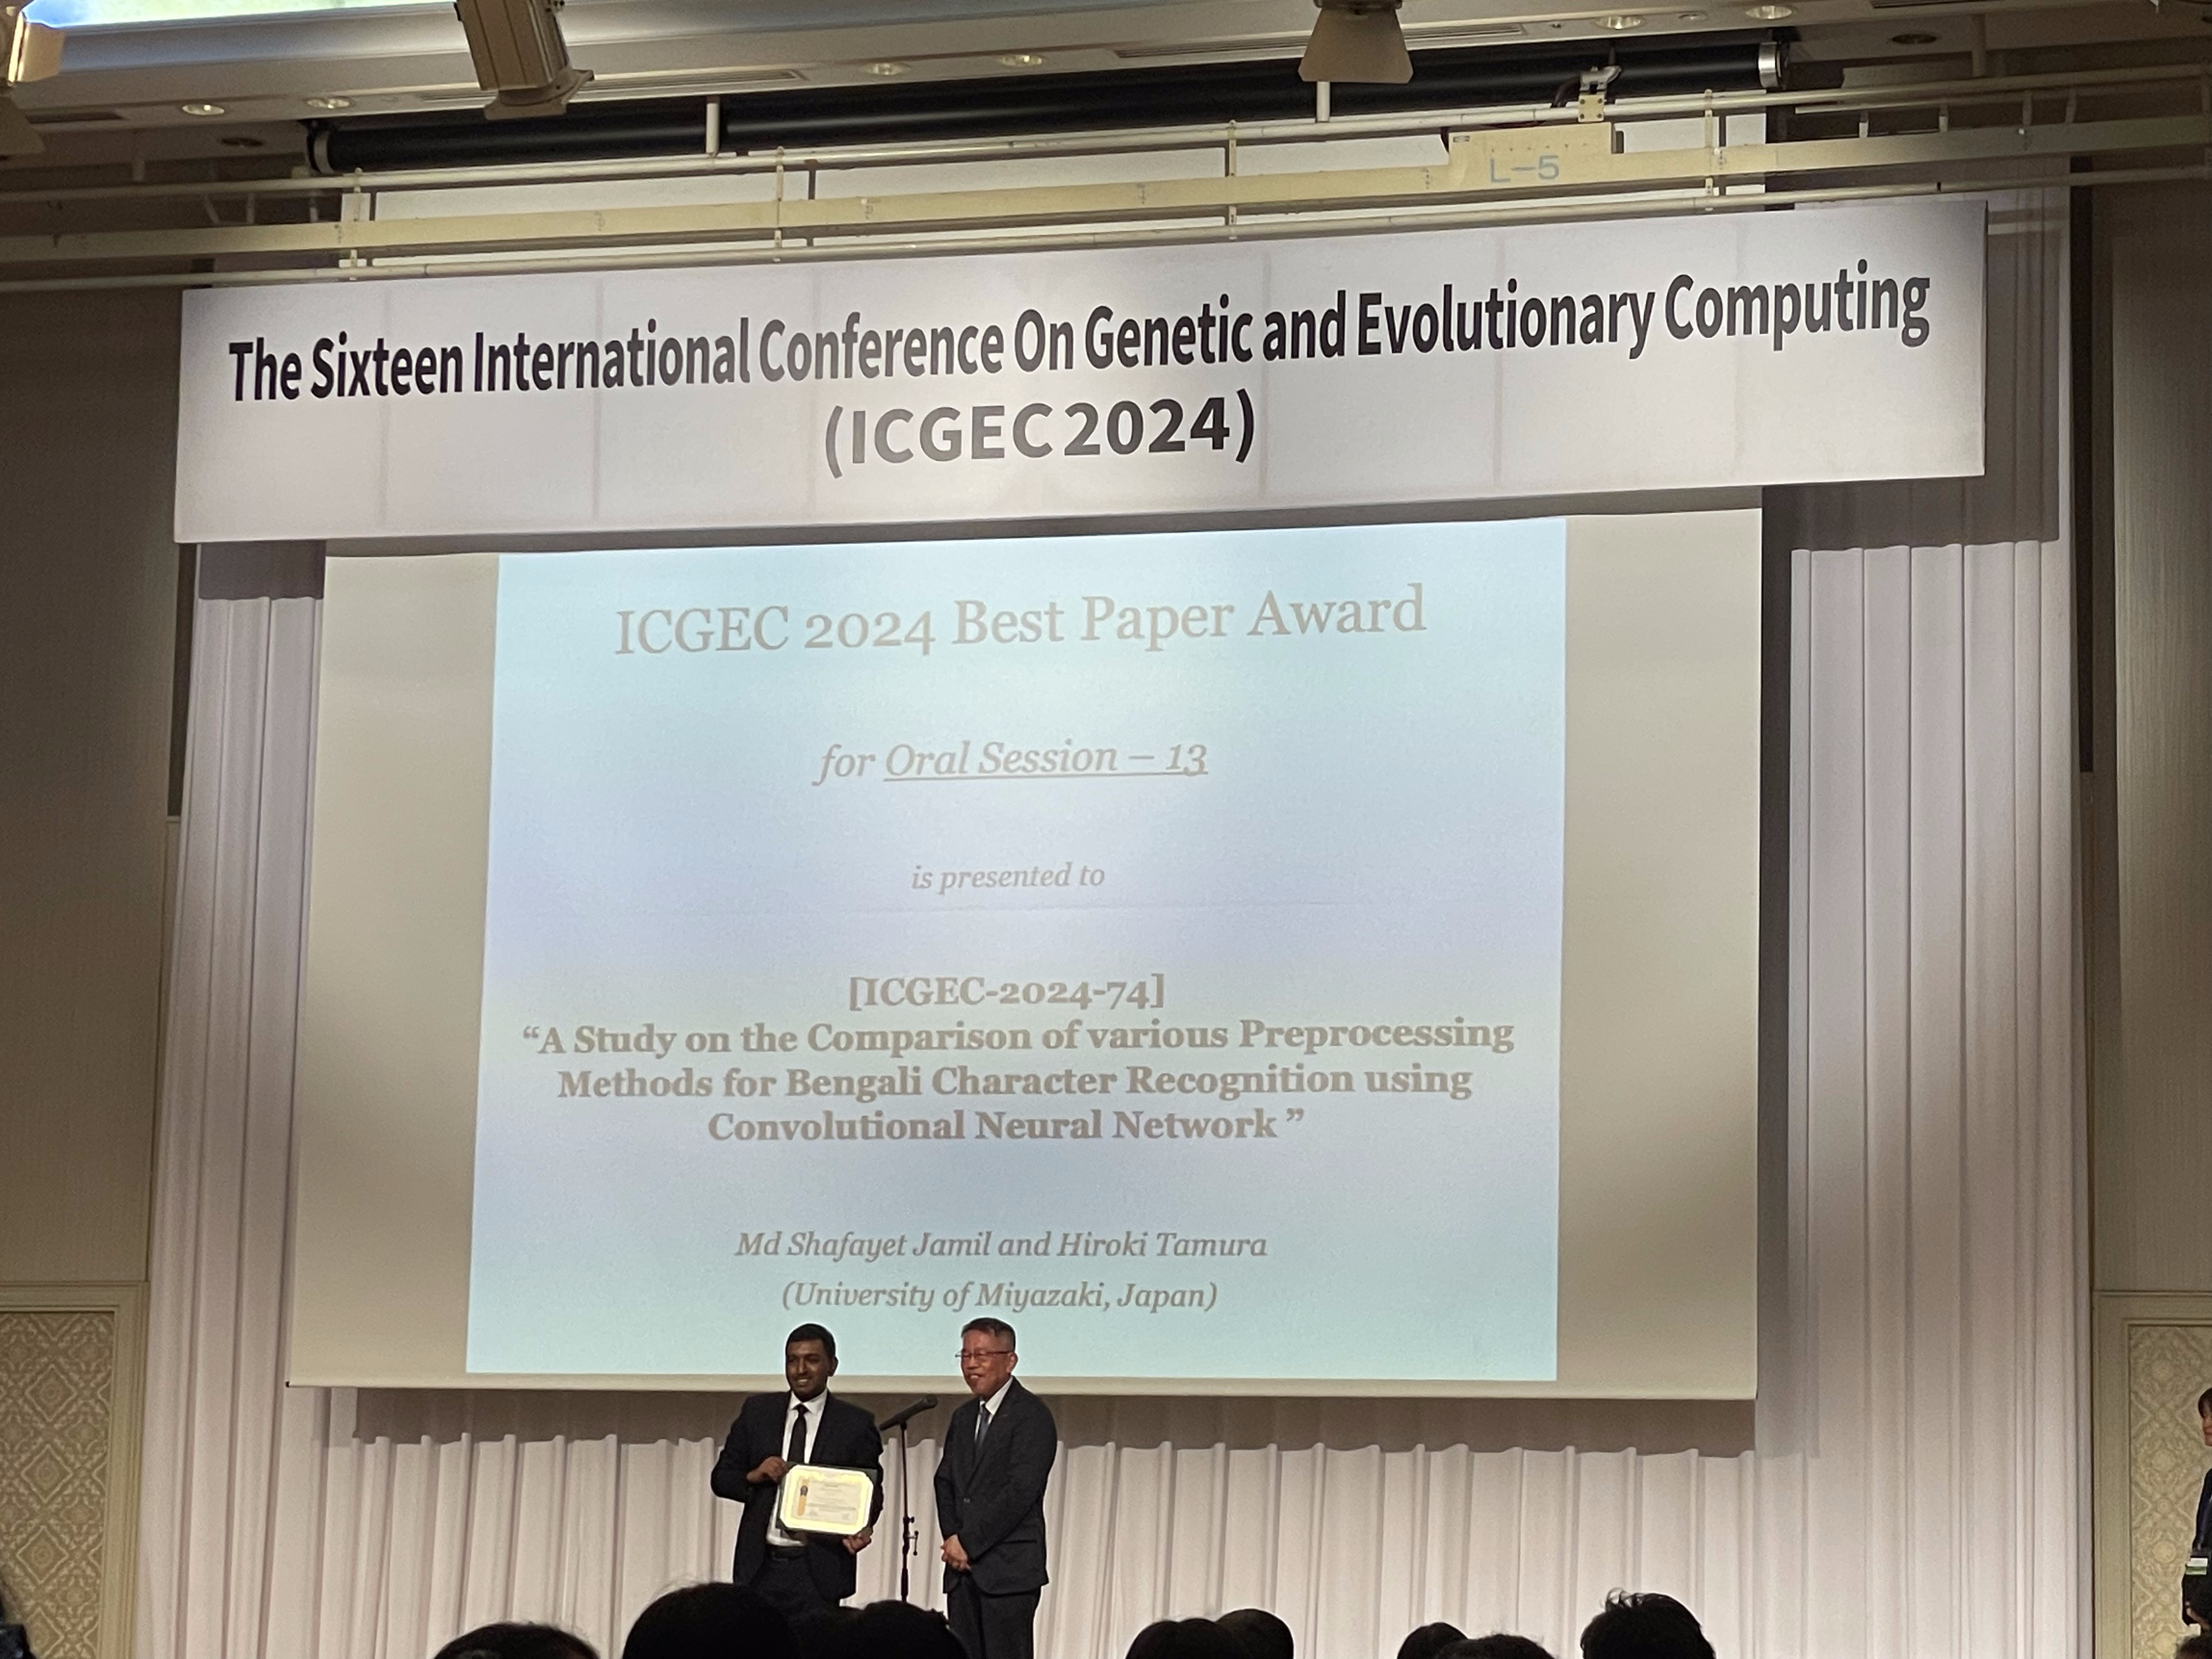 L-5
The Sixteen International Conference On Genetic and Evolutionary Computing
(ICGEC2024)
ICGEC 2024 Best Paper Award
for Oral Session – 13
is presented to
[ICGEC-2024-74]
“A Study on the Comparison of various Preprocessing
Methods for Bengali Character Recognition using
Convolutional Neural Network ”
Md Shafayet Jamil and Hiroki Tamura
(University of Miyazaki, Japan)